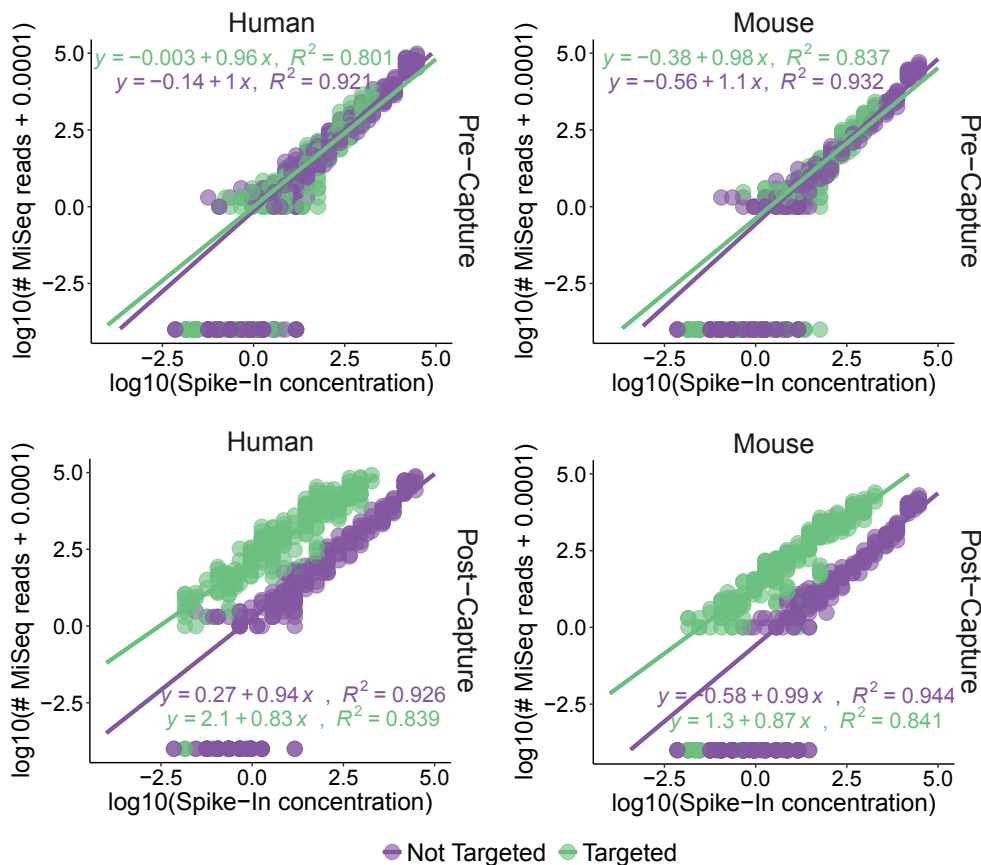 Human
Mouse
log10(# MiSeq reads + 0.0001)
5.0
2.5
0.0
−2.5
y = −0.003 + 0.96 x, R² = 0.801
y = −0.14 + 1 x, R² = 0.921
Pre−Capture
−2.5 0.0 2.5 5.0
log10(Spike−In concentration)
log10(# MiSeq reads + 0.0001)
5.0
2.5
0.0
−2.5
y = −0.38 + 0.98 x, R² = 0.837
y = −0.56 + 1.1 x, R² = 0.932
Pre−Capture
−2.5 0.0 2.5 5.0
log10(Spike−In concentration)
Human
Mouse
log10(# MiSeq reads + 0.0001)
5.0
2.5
0.0
−2.5
y = 0.27 + 0.94 x , R² = 0.926
y = 2.1 + 0.83 x , R² = 0.839
Post−Capture
−2.5 0.0 2.5 5.0
log10(Spike−In concentration)
log10(# MiSeq reads + 0.0001)
5.0
2.5
0.0
−2.5
y = −0.58 + 0.99 x , R² = 0.944
y = 1.3 + 0.87 x , R² = 0.841
Post−Capture
−2.5 0.0 2.5 5.0
log10(Spike−In concentration)
Not Targeted Targeted